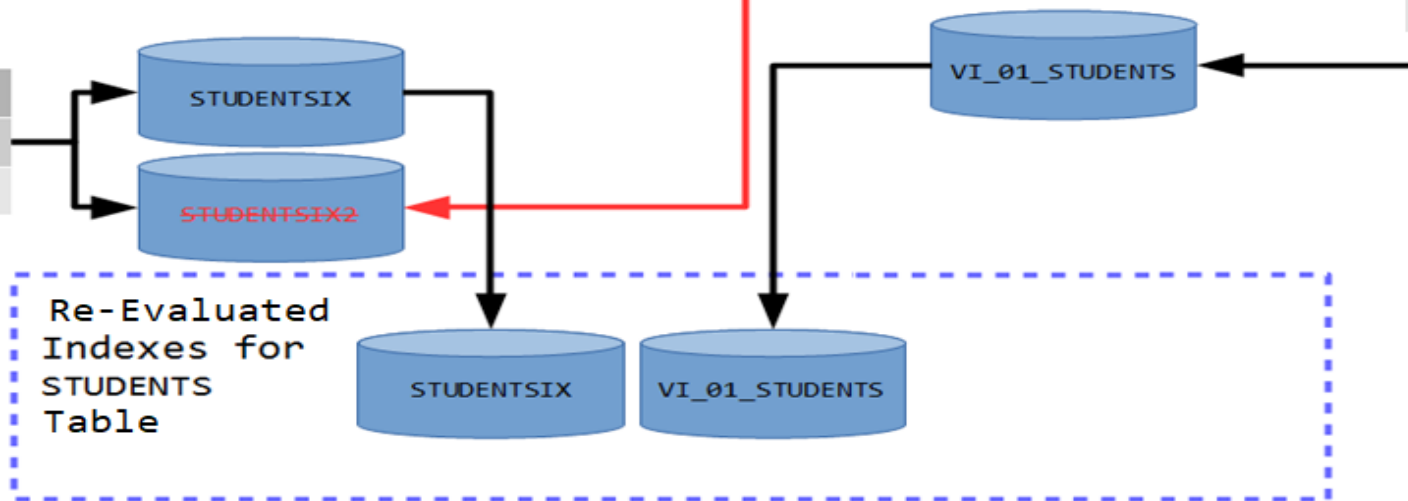 STUDENTSIX
VI_01_STUDENTS
STUDENTSIX2
Re-Evaluated
Indexes for
STUDENTS
Table
STUDENTSIX
VI_01_STUDENTS